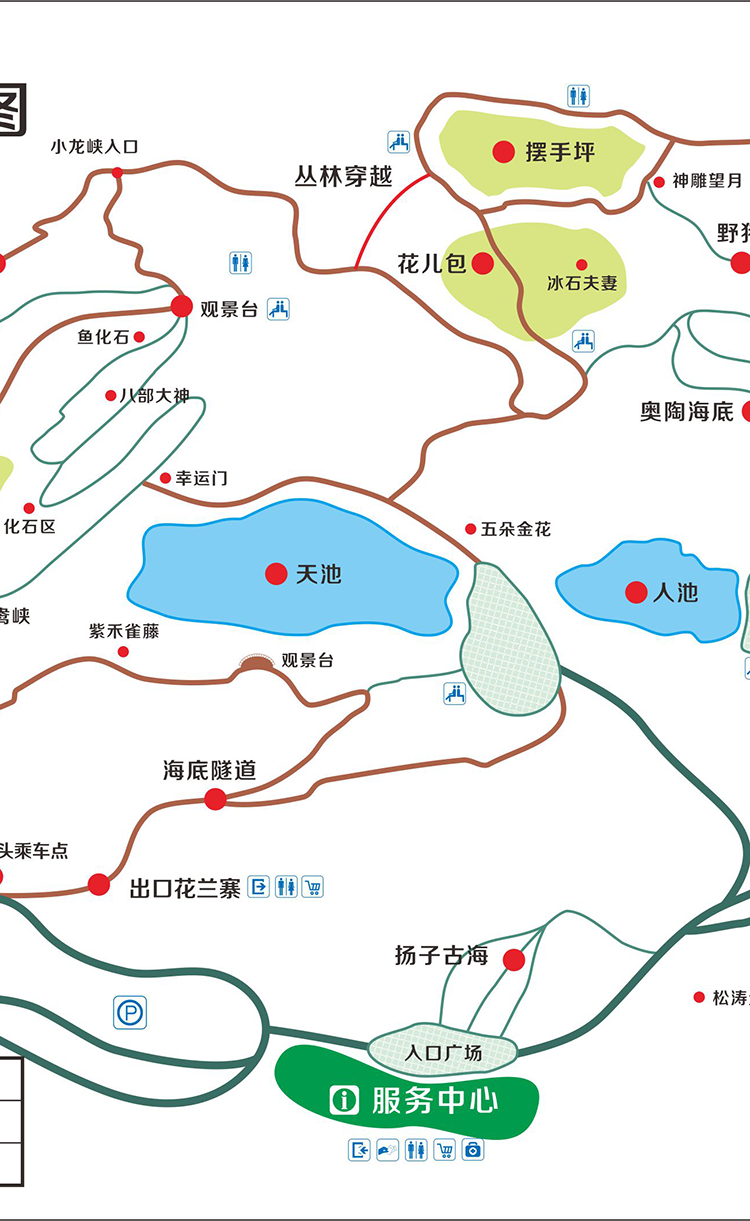 图
小龙峡入口
丛林穿越
摆手坪
神雕望月
花儿包
冰石夫妻
观景台
鱼化石
八部大神
奥陶海底
幸运门
化石区
五朵金花
天池
人池
紫禾雀藤
观景台
海底隧道
头乘车点
出口花兰寨
扬子古海
松涛
P
入口广场
i 服务中心